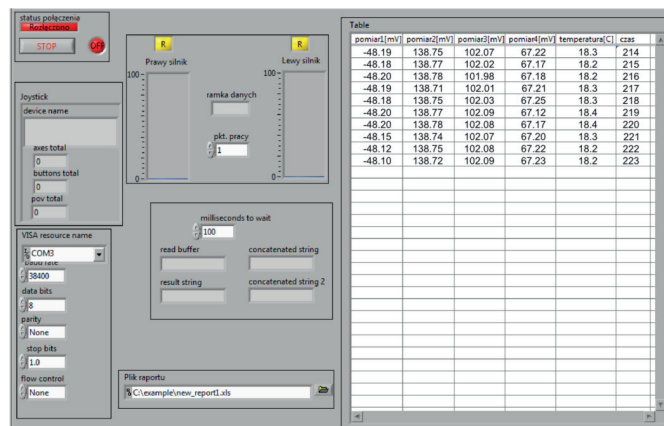 status połączenia
Rozłączono
STOP
OFF
Joystick
device name
axes total
0
buttons total
0
pov total
0
VISA resource name
COM3
baud rate
38400
data bits
8
parity
None
stop bits
1.0
flow control
None
R
R
Prawy silnik
Lewy silnik
100
100
ramka danych
pkt. pracy
1
0
0
milliseconds to wait
100
read buffer
concatenated string
result string
concatenated string 2
Plik raportu
C:\example\new_report1.xls
Table
pomiar1[mV] pomiar2[mV] pomiar3[mV] pomiar4[mV] temperatura[C] czas
-48.19 138.75 102.07 67.22 18.3 214
-48.18 138.77 102.02 67.17 18.2 215
-48.20 138.78 101.98 67.18 18.2 216
-48.19 138.71 102.01 67.21 18.3 217
-48.18 138.75 102.03 67.25 18.3 218
-48.20 138.77 102.09 67.12 18.4 219
-48.20 138.78 102.08 67.17 18.4 220
-48.15 138.74 102.07 67.20 18.3 221
-48.12 138.75 102.08 67.22 18.2 222
-48.10 138.72 102.09 67.23 18.2 223